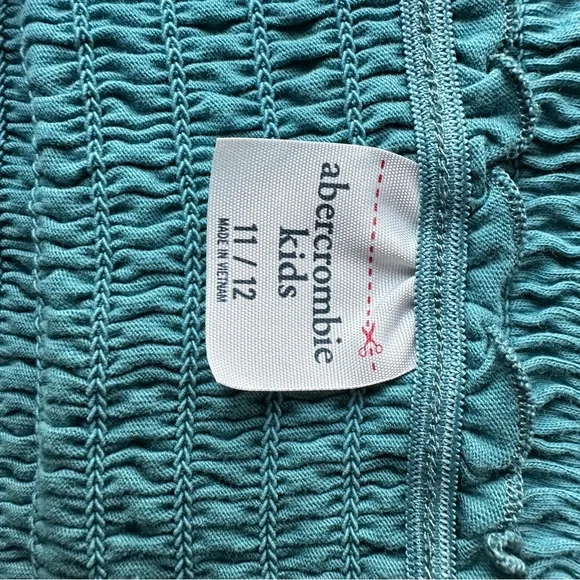 abercrombie
kids
11 / 12
MADE IN VIETNAM